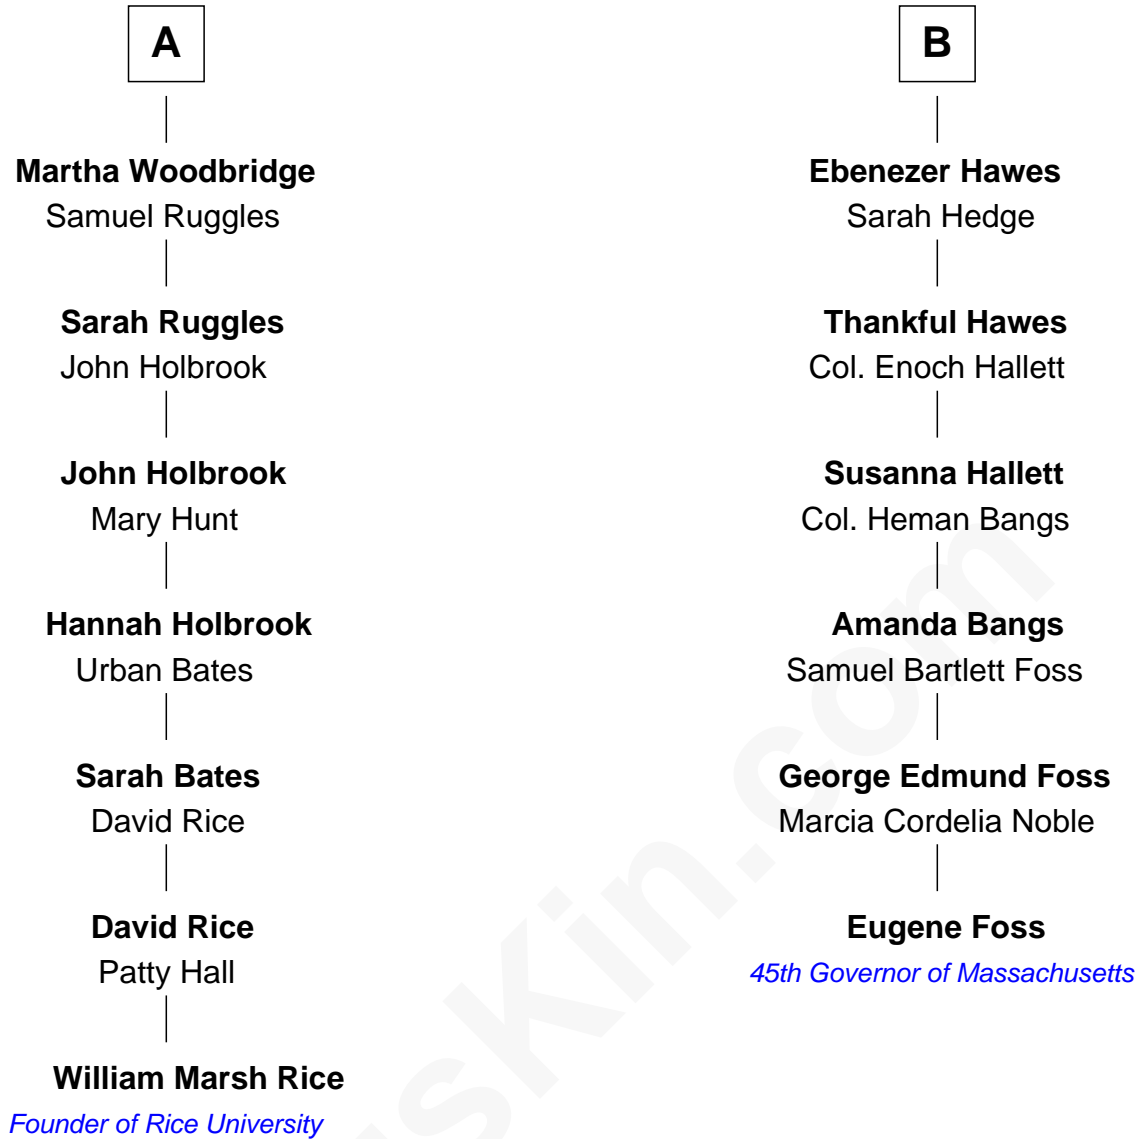 A
Martha Woodbridge
Samuel Ruggles
Sarah Ruggles
John Holbrook
John Holbrook
Mary Hunt
Hannah Holbrook
Urban Bates
Sarah Bates
David Rice
David Rice
Patty Hall
William Marsh Rice
Founder of Rice University
B
Ebenezer Hawes
Sarah Hedge
Thankful Hawes
Col. Enoch Hallett
Susanna Hallett
Col. Heman Bangs
Amanda Bangs
Samuel Bartlett Foss
George Edmund Foss
Marcia Cordelia Noble
Eugene Foss
45th Governor of Massachusetts